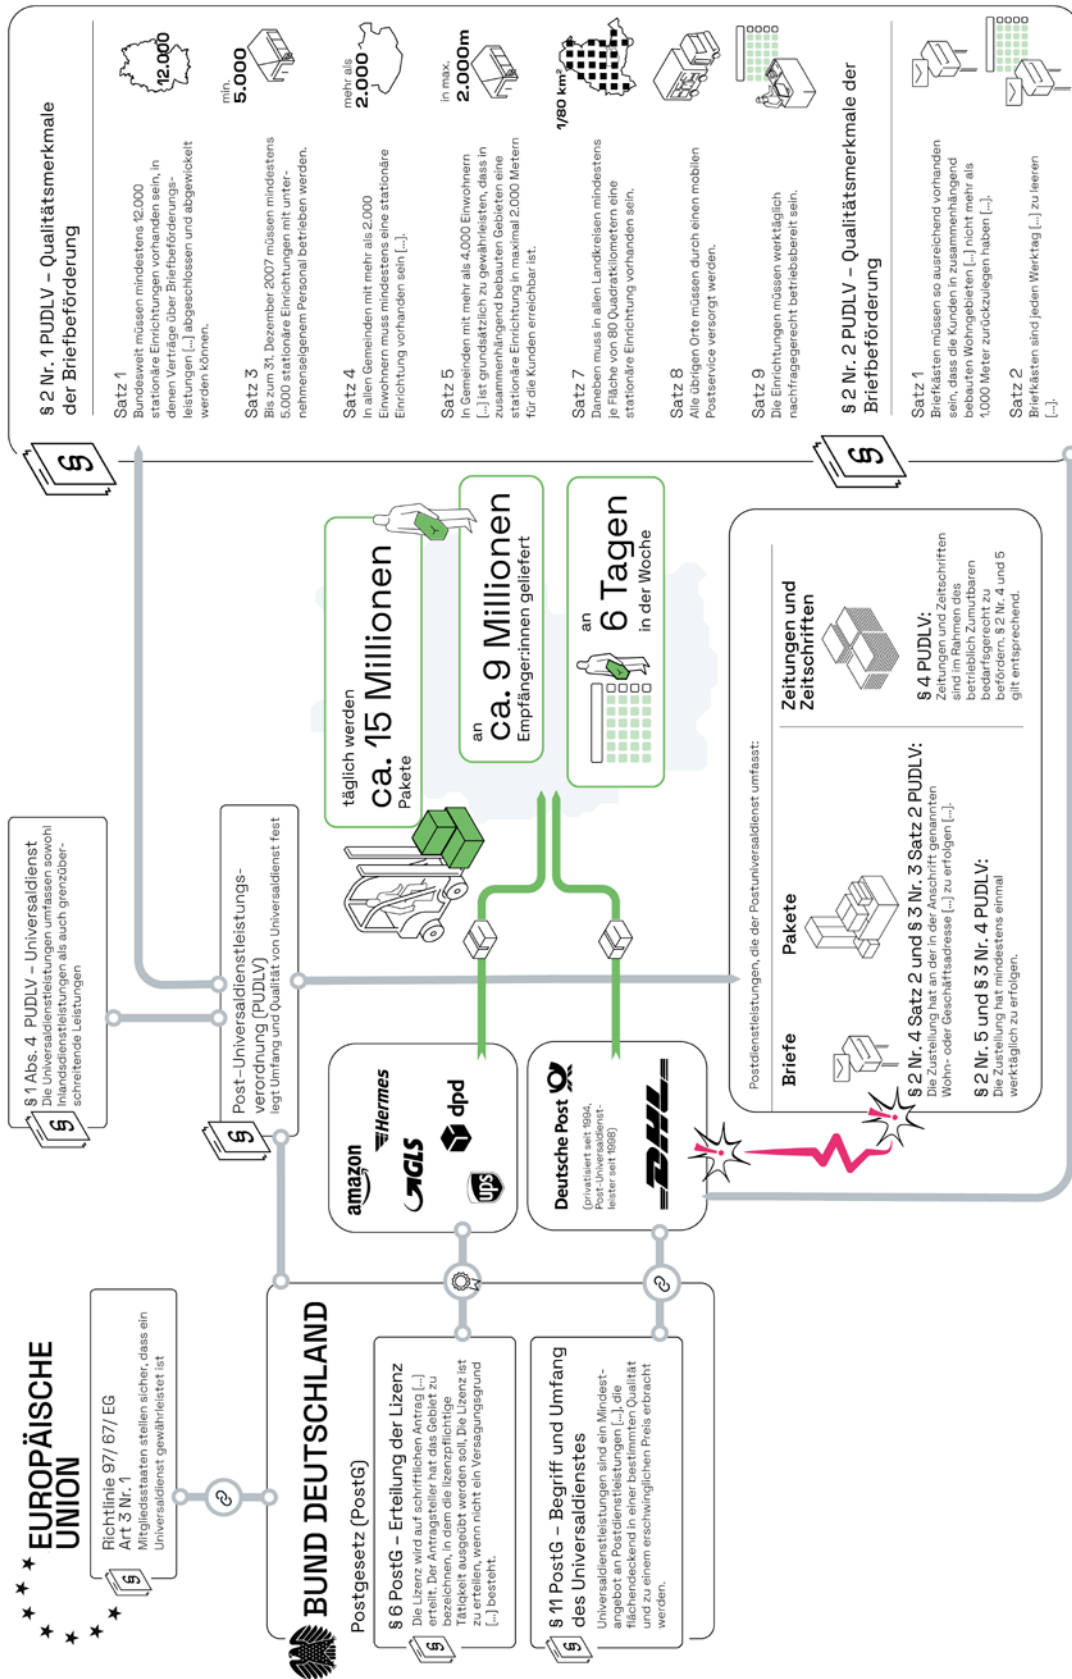 EUROPÄISCHE
UNION
Richtlinie 97/ 67/ EG
Art 3 Nr. 1
Mitgliedsstaaten stellen sicher, dass ein
Universaldienst gewährleistet ist
§
BUND DEUTSCHLAND
Postgesetz (PostG)
§ 6 PostG – Erteilung der Lizenz
Die Lizenz wird auf schriftlichen Antrag [...]
erteilt. Der Antragsteller hat das Gebiet zu
bezeichnen, in dem die lizenzpflichtige
Tätigkeit ausgeübt werden soll. Die Lizenz ist
zu erteilen, wenn nicht ein Versagungsgrund
[...] besteht.
§
§ 11 PostG – Begriff und Umfang
des Universaldienstes
Universaldienstleistungen sind ein Mindest-
angebot an Postdienstleistungen [...], die
flächendeckend in einer bestimmten Qualität
und zu einem erschwinglichen Preis erbracht
werden.
§
§ 1 Abs. 4 PUDLV – Universaldienst
Die Universaldienstleistungen umfassen sowohl
Inlandsdienstleistungen als auch grenzüber-
schreitende Leistungen
§
Post-Universaldienstleistungs-
verordnung (PUDLV)
legt Umfang und Qualität von Universaldienst fest
§
amazon
Hermes
GLS
ups
dpd
Deutsche Post
(privatisiert seit 1994,
Post-Universaldienst-
leister seit 1998)
DHL
täglich werden
ca. 15 Millionen
Pakete
an
ca. 9 Millionen
Empfänger:innen geliefert
an
6 Tagen
in der Woche
Postdienstleistungen, die der Postuniversaldienst umfasst:
Briefe
Pakete
§ 2 Nr. 4 Satz 2 und § 3 Nr. 3 Satz 2 PUDLV:
Die Zustellung hat an der in der Anschrift genannten
Wohn- oder Geschäftsadresse [...] zu erfolgen [...].
§ 2 Nr. 5 und § 3 Nr. 4 PUDLV:
Die Zustellung hat mindestens einmal
werktäglich zu erfolgen.
Zeitungen und
Zeitschriften
§ 4 PUDLV:
Zeitungen und Zeitschriften
sind im Rahmen des
betrieblich Zumutbaren
bedarfsgerecht zu
befördern. § 2 Nr. 4 und 5
gilt entsprechend.
§
§ 2 Nr. 1 PUDLV – Qualitätsmerkmale
der Briefbeförderung
Satz 1
Bundesweit müssen mindestens 12.000
stationäre Einrichtungen vorhanden sein, in
denen Verträge über Briefbeförderungs-
leistungen [...] abgeschlossen und abgewickelt
werden können.
12.000
Satz 3
Bis zum 31. Dezember 2007 müssen mindestens
5.000 stationäre Einrichtungen mit unter-
nehmenseigenem Personal betrieben werden.
min.
5.000
Satz 4
In allen Gemeinden mit mehr als 2.000
Einwohnern muss mindestens eine stationäre
Einrichtung vorhanden sein [...].
mehr als
2.000
Satz 5
In Gemeinden mit mehr als 4.000 Einwohnern
[...] ist grundsätzlich zu gewährleisten, dass in
zusammenhängend bebauten Gebieten eine
stationäre Einrichtung in maximal 2.000 Metern
für die Kunden erreichbar ist.
in max.
2.000m
Satz 7
Daneben muss in allen Landkreisen mindestens
je Fläche von 80 Quadratkilometern eine
stationäre Einrichtung vorhanden sein.
1/80 km²
Satz 8
Alle übrigen Orte müssen durch einen mobilen
Postservice versorgt werden.
Satz 9
Die Einrichtungen müssen werktäglich
nachfragegerecht betriebsbereit sein.
§
§ 2 Nr. 2 PUDLV – Qualitätsmerkmale der
Briefbeförderung
Satz 1
Briefkästen müssen so ausreichend vorhanden
sein, dass die Kunden in zusammenhängend
bebauten Wohngebieten [...] nicht mehr als
1.000 Meter zurückzulegen haben [...].
Satz 2
Briefkästen sind jeden Werktag [...] zu leeren
[...].